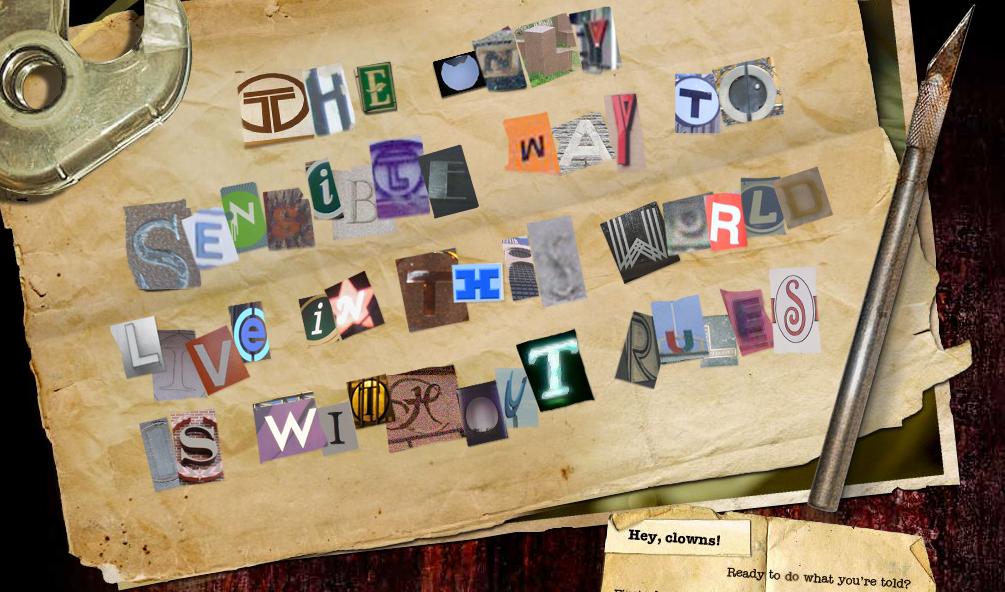 THE ONLY WAY TO
SENSiBLE
LIVe iN THIS WORLD
IS WITHOUT RULES
Hey, clowns!
Ready to do what you're told?